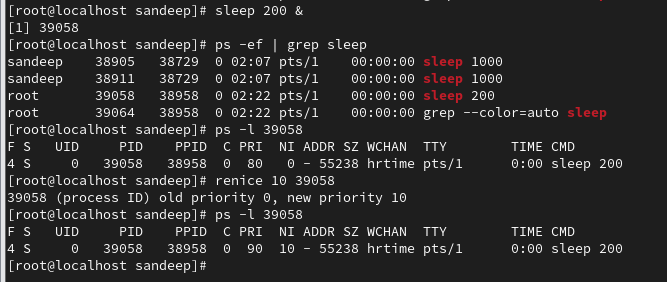 [root@localhost sandeep]# sleep 200 &
[1] 39058
[root@localhost sandeep]# ps -ef | grep sleep
sandeep    38905   38729  0 02:07 pts/1    00:00:00 sleep 1000
sandeep    38911   38729  0 02:07 pts/1    00:00:00 sleep 1000
root       39058   38958  0 02:22 pts/1    00:00:00 sleep 200
root       39064   38958  0 02:22 pts/1    00:00:00 grep --color=auto sleep
[root@localhost sandeep]# ps -l 39058
F S   UID     PID    PPID  C PRI  NI ADDR SZ WCHAN  TTY        TIME CMD
4 S     0   39058   38958  0  80   0 - 55238 hrtime pts/1      0:00 sleep 200
[root@localhost sandeep]# renice 10 39058
39058 (process ID) old priority 0, new priority 10
[root@localhost sandeep]# ps -l 39058
F S   UID     PID    PPID  C PRI  NI ADDR SZ WCHAN  TTY        TIME CMD
4 S     0   39058   38958  0  90  10 - 55238 hrtime pts/1      0:00 sleep 200
[root@localhost sandeep]#